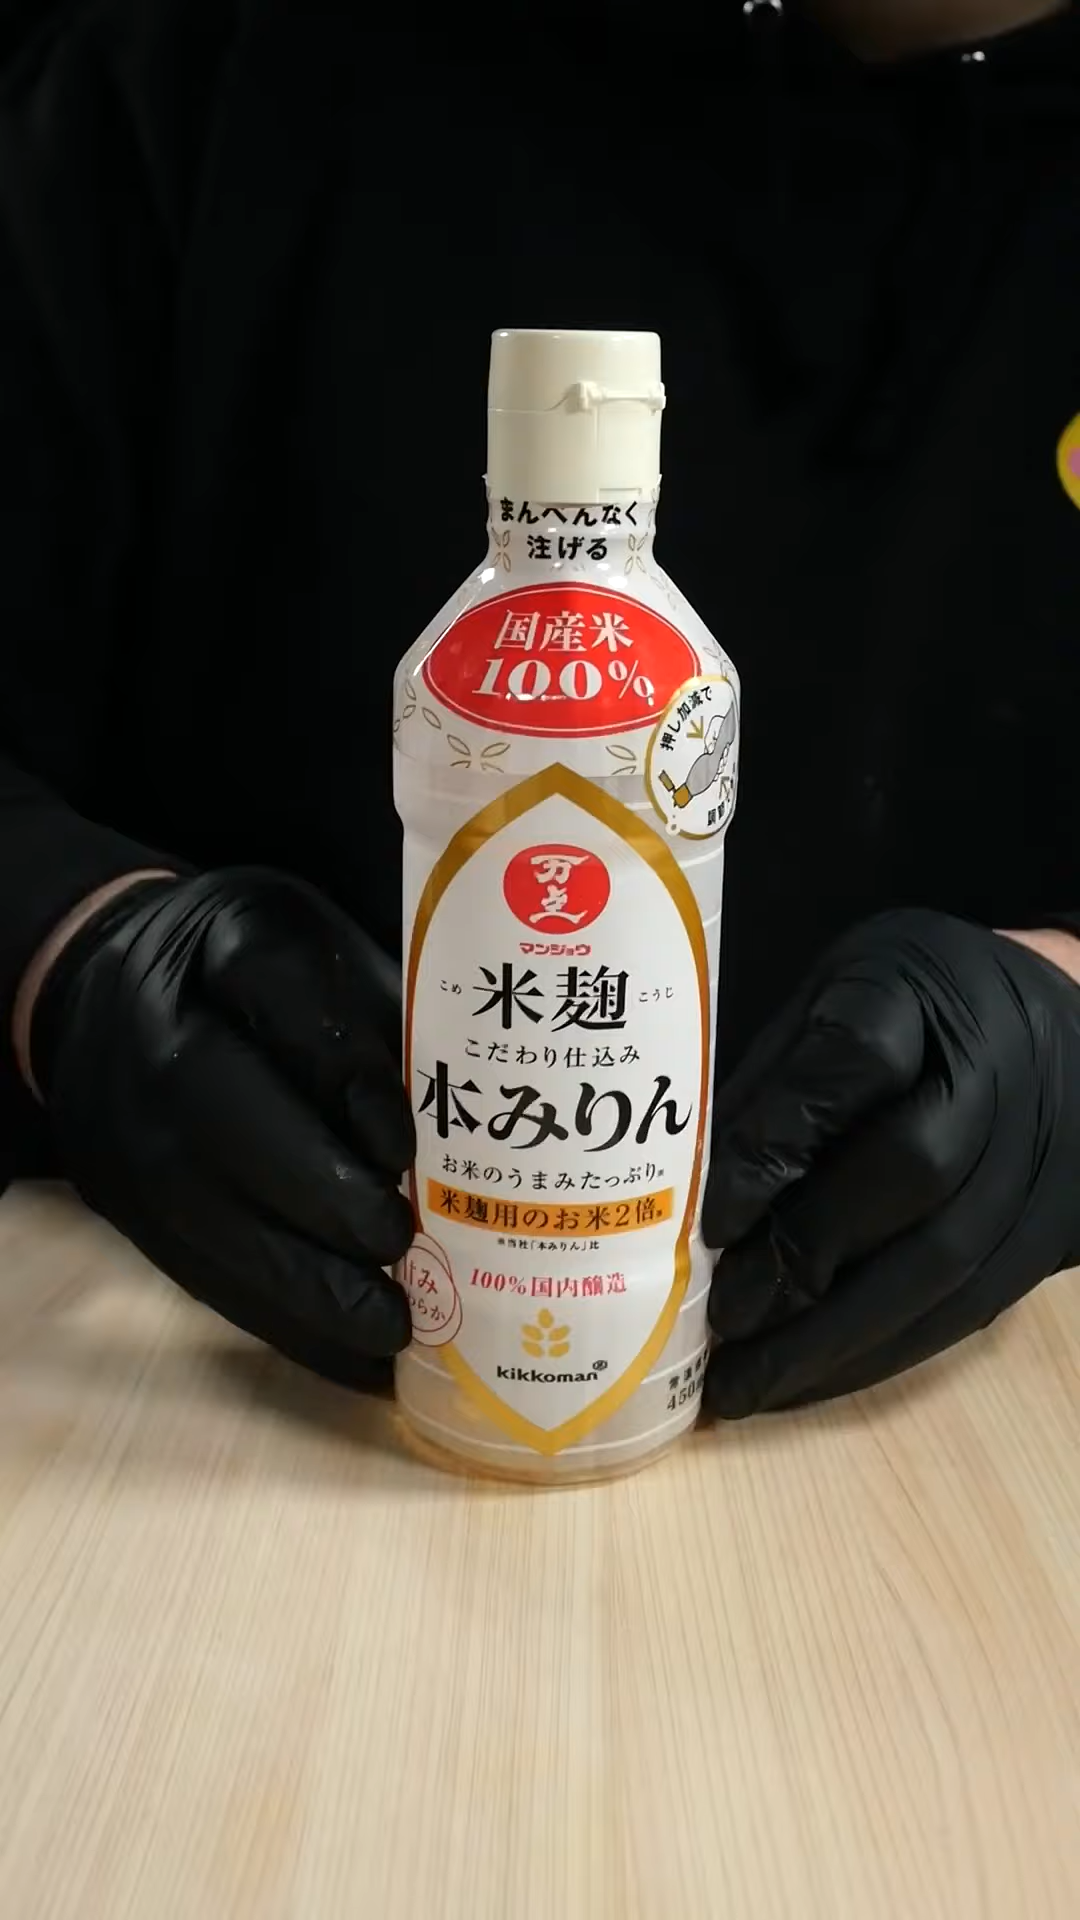 まんべんなく
注げる
国産米
100%
押し加減で
万上
マンジョウ
こめ 米麹 こうじ
こだわり仕込み
本みりん
お米のうまみたっぷり※
米麹用のお米2倍※
※当社「本みりん」比
甘み
100%国内醸造
kikkoman®
450